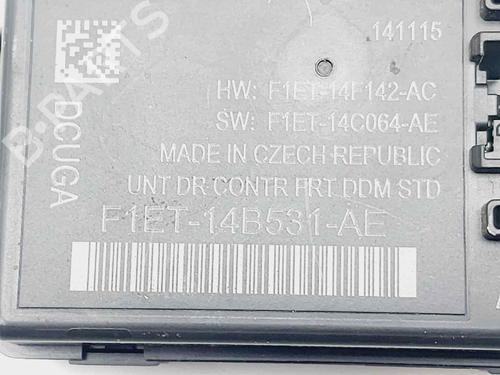 141115
HW: F1ET-14F142-AC
SW: F1ET-14C064-AE
DCUGA
MADE IN CZECH REPUBLIC
UNT DR CONTR FRT DDM STD
F1ET-14B531-AE
B-PARTS